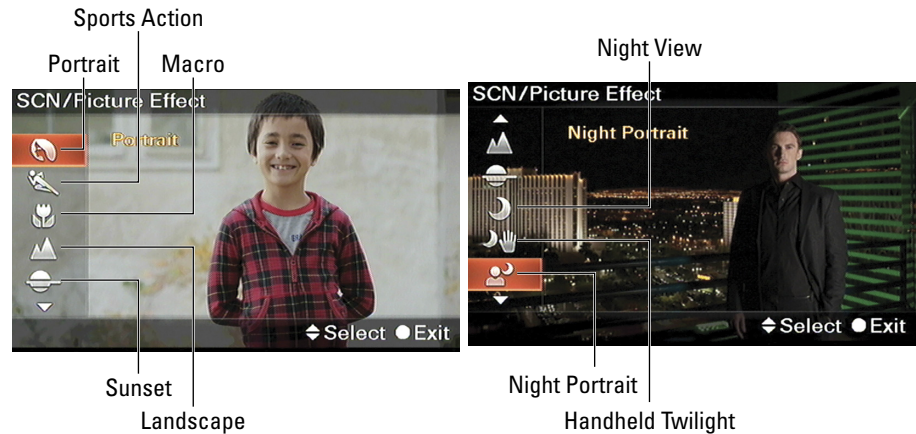 Sports Action
Portrait
Macro
SCN/Picture Effect
Portrait
Select Exit
Sunset
Landscape
Night View
SCN/Picture Effect
Night Portrait
Select Exit
Night Portrait
Handheld Twilight